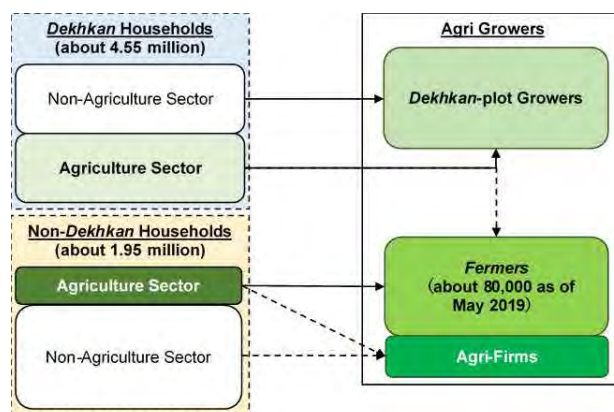 Dekhkan Households
(about 4.55 million)
Non-Agriculture Sector
Agriculture Sector
Non-Dekhkan Households
(about 1.95 million)
Agriculture Sector
Non-Agriculture Sector
Agri Growers
Dekhkan-plot Growers
Fermers
(about 80,000 as of
May 2019)
Agri-Firms